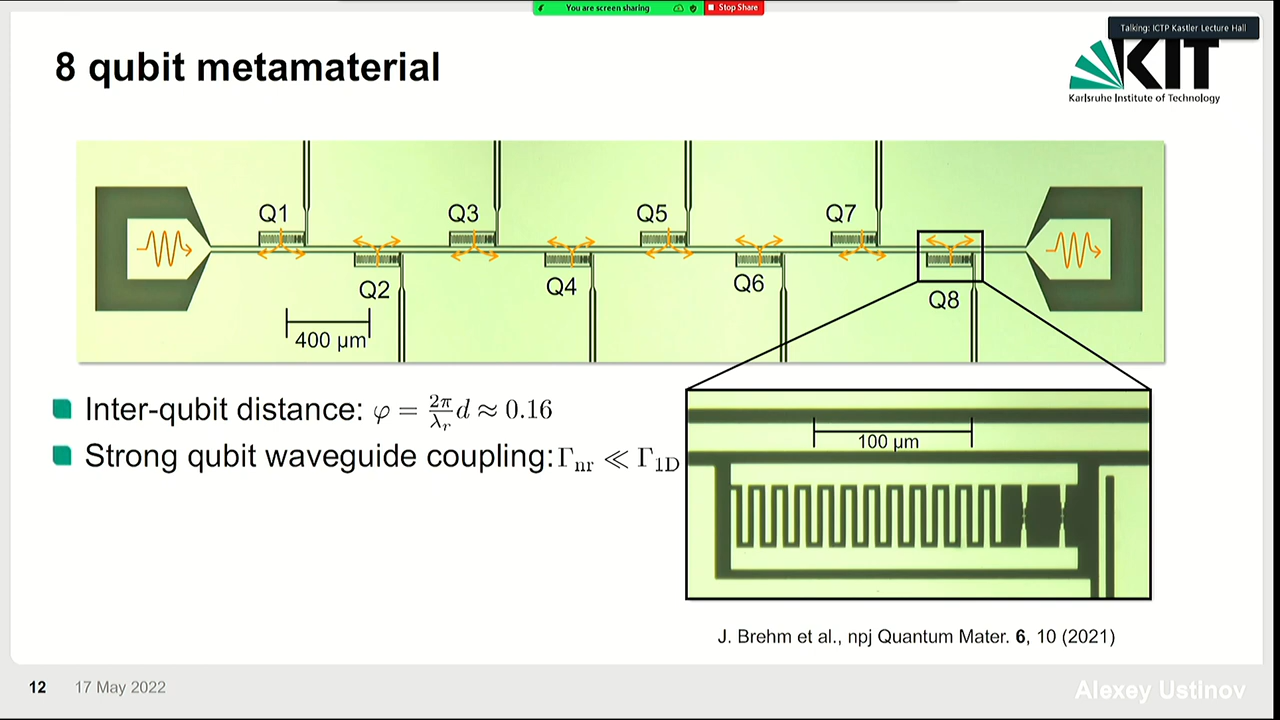 You are screen sharing
Stop Share
Talking: ICTP Kastler Lecture Hall
8 qubit metamaterial
KIT
Karlsruhe Institute of Technology
Q1
Q3
Q5
Q7
Q2
Q4
Q6
Q8
400 µm
Inter-qubit distance: φ = 2π/λr d ≈ 0.16
Strong qubit waveguide coupling: Γnr ≪ Γ1D
100 µm
J. Brehm et al., npj Quantum Mater. 6, 10 (2021)
12
17 May 2022
Alexey Ustinov